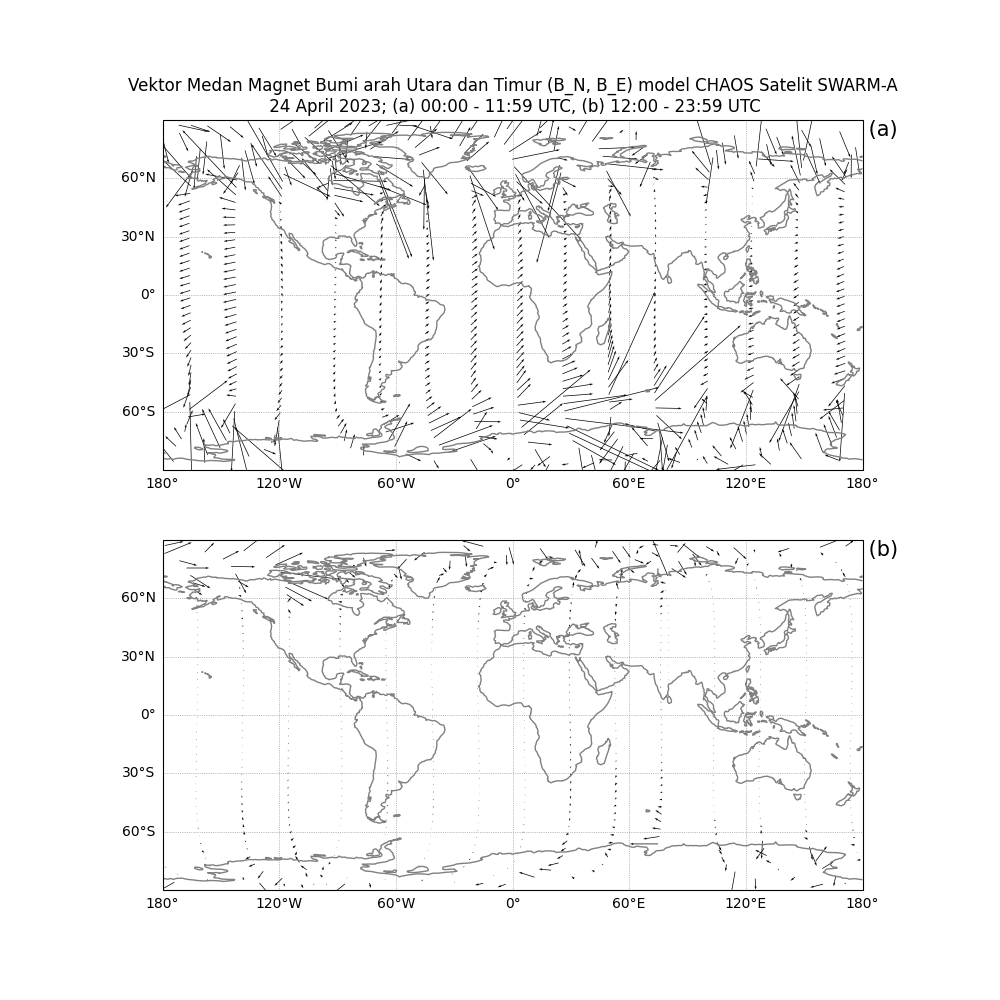 Vektor Medan Magnet Bumi arah Utara dan Timur (B_N, B_E) model CHAOS Satelit SWARM-A
24 April 2023; (a) 00:00 - 11:59 UTC, (b) 12:00 - 23:59 UTC
(a)
60°N
30°N
0°
30°S
60°S
180° 120°W 60°W 0° 60°E 120°E 180°
(b)
60°N
30°N
0°
30°S
60°S
180° 120°W 60°W 0° 60°E 120°E 180°